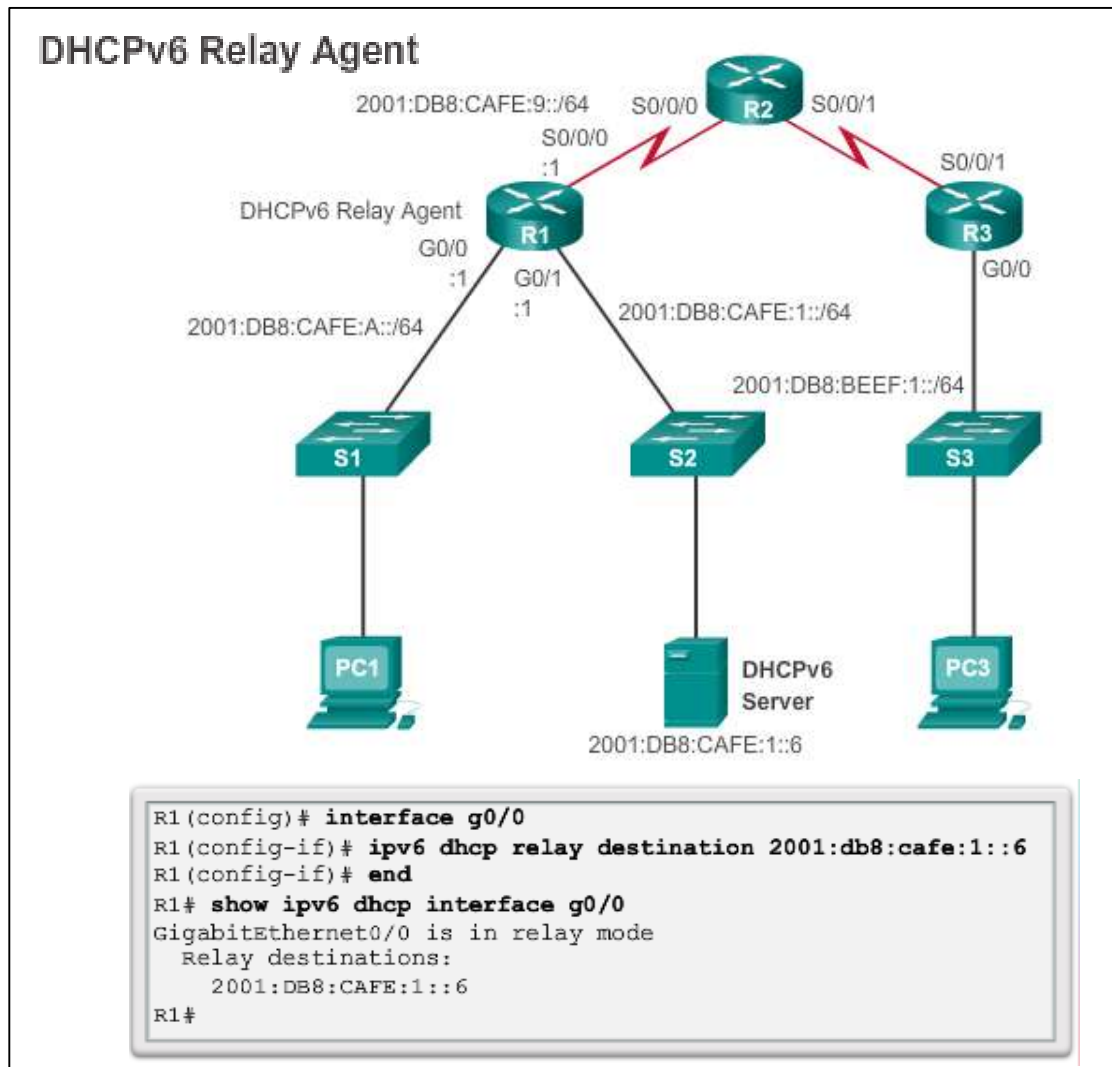 DHCPv6 Relay Agent
2001:DB8:CAFE:9::/64
S0/0/0
R2
S0/0/1
S0/0/0
:1
S0/0/1
DHCPv6 Relay Agent
R1
R3
G0/0
:1
G0/1
:1
G0/0
2001:DB8:CAFE:A::/64
2001:DB8:CAFE:1::/64
2001:DB8:BEEF:1::/64
S1
S2
S3
PC1
DHCPv6
Server
PC3
2001:DB8:CAFE:1::6
R1(config)# interface g0/0
R1(config-if)# ipv6 dhcp relay destination 2001:db8:cafe:1::6
R1(config-if)# end
R1# show ipv6 dhcp interface g0/0
GigabitEthernet0/0 is in relay mode
  Relay destinations:
    2001:DB8:CAFE:1::6
R1#